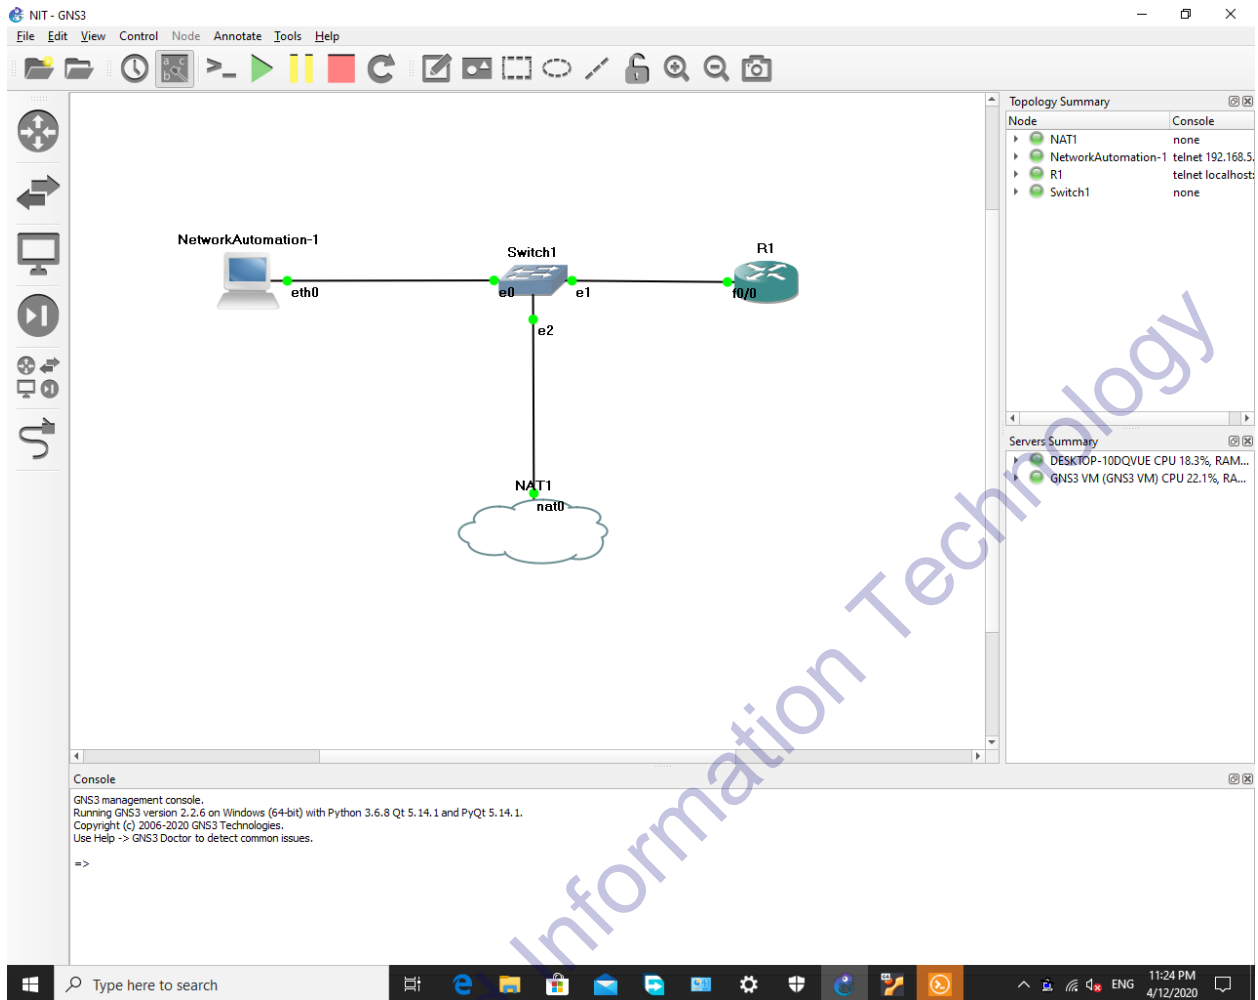 NIT - GNS3
File Edit View Control Node Annotate Tools Help
NetworkAutomation-1
eth0
Switch1
e0
e1
e2
R1
f0/0
NAT1
nat0
Topology Summary
Node Console
NAT1 none
NetworkAutomation-1 telnet 192.168.5.
R1 telnet localhost:
Switch1 none
Servers Summary
DESKTOP-10DQVUE CPU 18.3%, RAM...
GNS3 VM (GNS3 VM) CPU 22.1%, RA...
Console
GNS3 management console.
Running GNS3 version 2.2.6 on Windows (64-bit) with Python 3.6.8 Qt 5.14.1 and PyQt 5.14.1.
Copyright (c) 2006-2020 GNS3 Technologies.
Use Help -> GNS3 Doctor to detect common issues.
=>
Information Technology
Type here to search
ENG
11:24 PM
4/12/2020